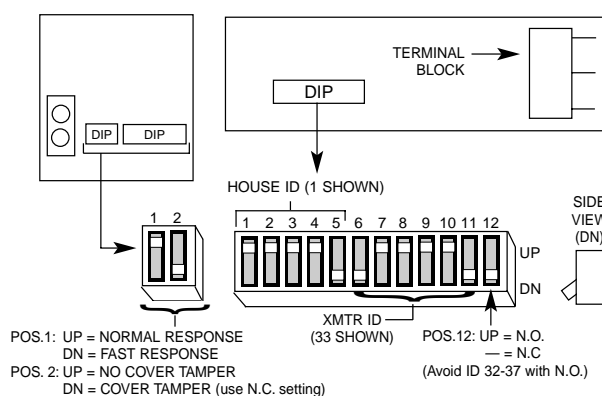 TERMINAL
BLOCK
DIP
DIP
DIP
HOUSE ID (1 SHOWN)
SIDE
VIEW
(DN)
1 2
1 2 3 4 5 6 7 8 9 10 11 12
UP
DN
XMTR ID
(33 SHOWN)
POS.1: UP = NORMAL RESPONSE
DN = FAST RESPONSE
POS. 2: UP = NO COVER TAMPER
DN = COVER TAMPER (use N.C. setting)
POS.12: UP = N.O.
— = N.C
(Avoid ID 32-37 with N.O.)